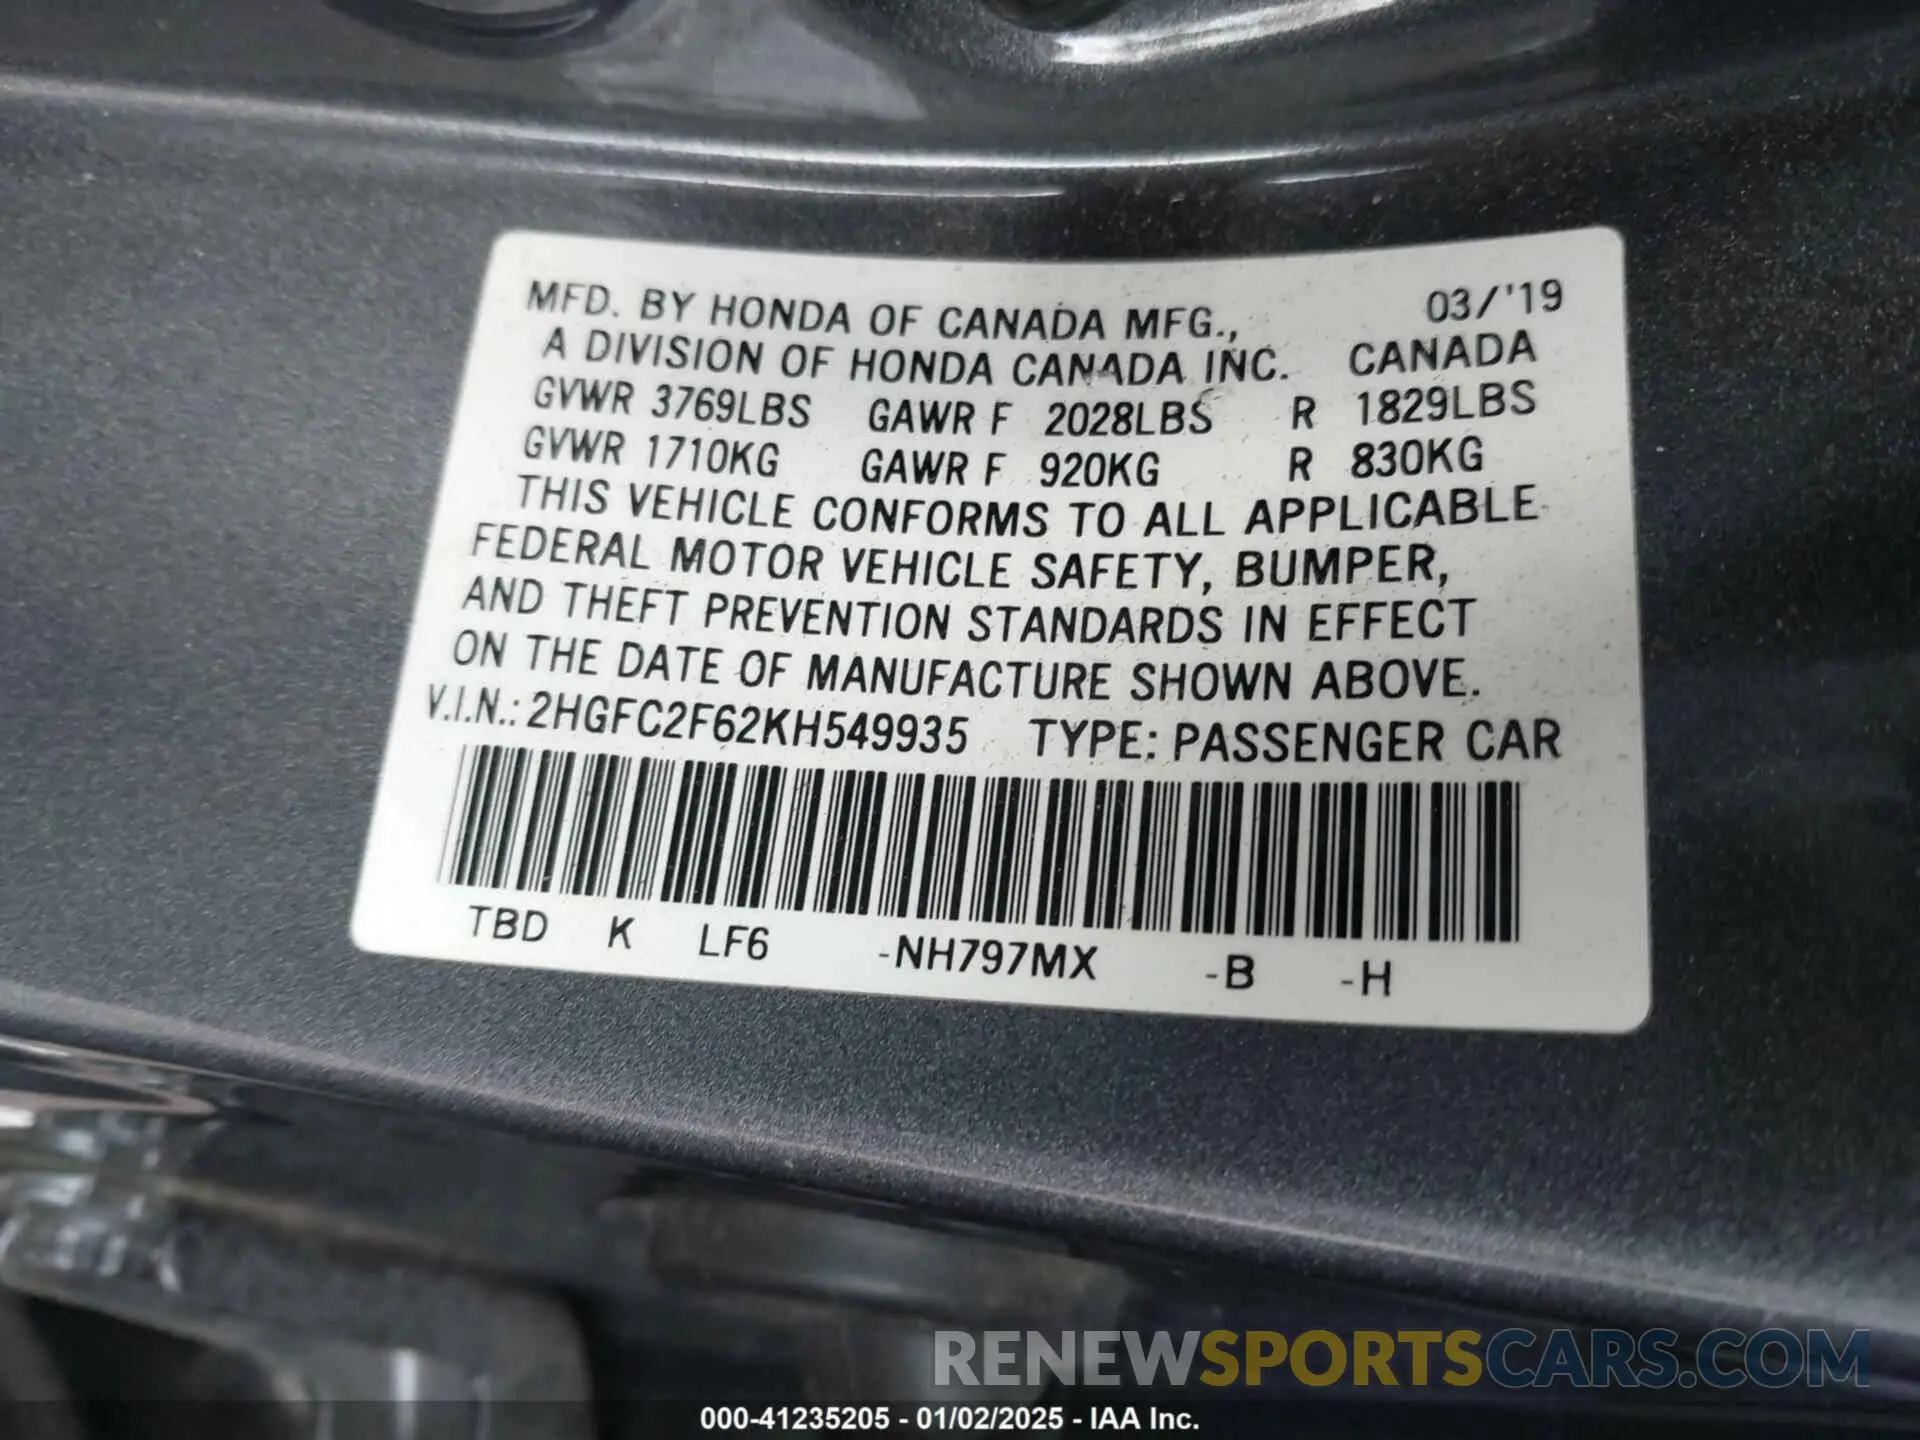 MFD. BY HONDA OF CANADA MFG., 03/'19
A DIVISION OF HONDA CANADA INC. CANADA
GVWR 3769LBS GAWR F 2028LBS R 1829LBS
GVWR 1710KG GAWR F 920KG R 830KG
THIS VEHICLE CONFORMS TO ALL APPLICABLE
FEDERAL MOTOR VEHICLE SAFETY, BUMPER,
AND THEFT PREVENTION STANDARDS IN EFFECT
ON THE DATE OF MANUFACTURE SHOWN ABOVE.
V.I.N.: 2HGFC2F62KH549935 TYPE: PASSENGER CAR
TBD K LF6 -NH797MX -B -H
RENEWSPORTSCARS.COM
000-41235205 - 01/02/2025 - IAA Inc.